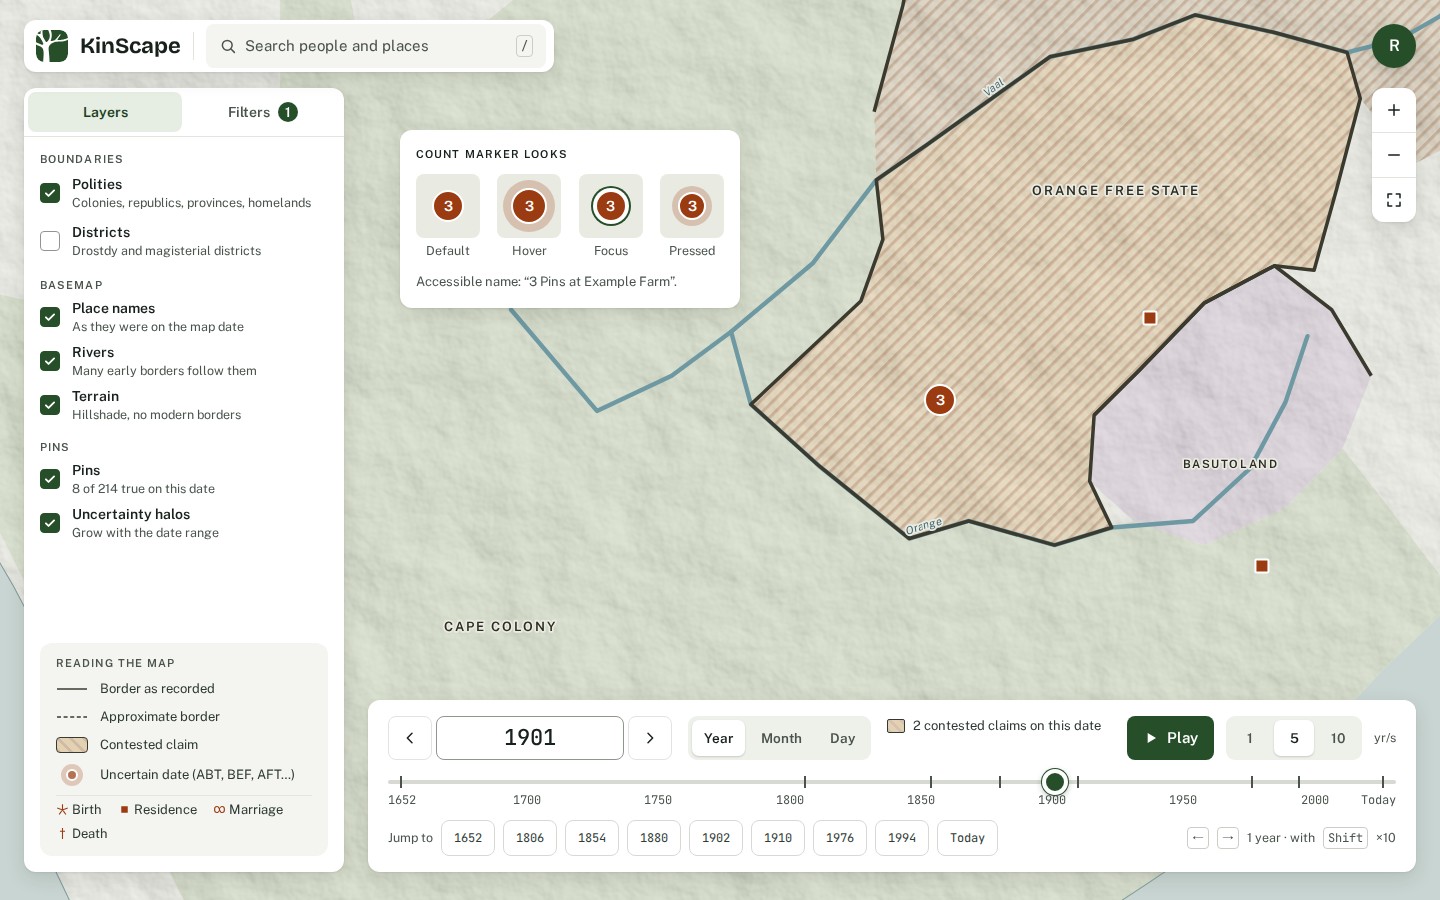 KinScape
Search people and places
/
R
Layers
Filters 1
BOUNDARIES
Polities
Colonies, republics, provinces, homelands
Districts
Drostdy and magisterial districts
BASEMAP
Place names
As they were on the map date
Rivers
Many early borders follow them
Terrain
Hillshade, no modern borders
PINS
Pins
8 of 214 true on this date
Uncertainty halos
Grow with the date range
READING THE MAP
Border as recorded
Approximate border
Contested claim
Uncertain date (ABT, BEF, AFT…)
Birth Residence Marriage
Death
COUNT MARKER LOOKS
3 3 3 3
Default Hover Focus Pressed
Accessible name: “3 Pins at Example Farm”.
Vaal
ORANGE FREE STATE
3
BASUTOLAND
Orange
CAPE COLONY
1901
Year Month Day
2 contested claims on this date
Play
1 5 10 yr/s
1652 1700 1750 1800 1850 1900 1950 2000 Today
Jump to 1652 1806 1854 1880 1902 1910 1976 1994 Today
← → 1 year · with Shift ×10